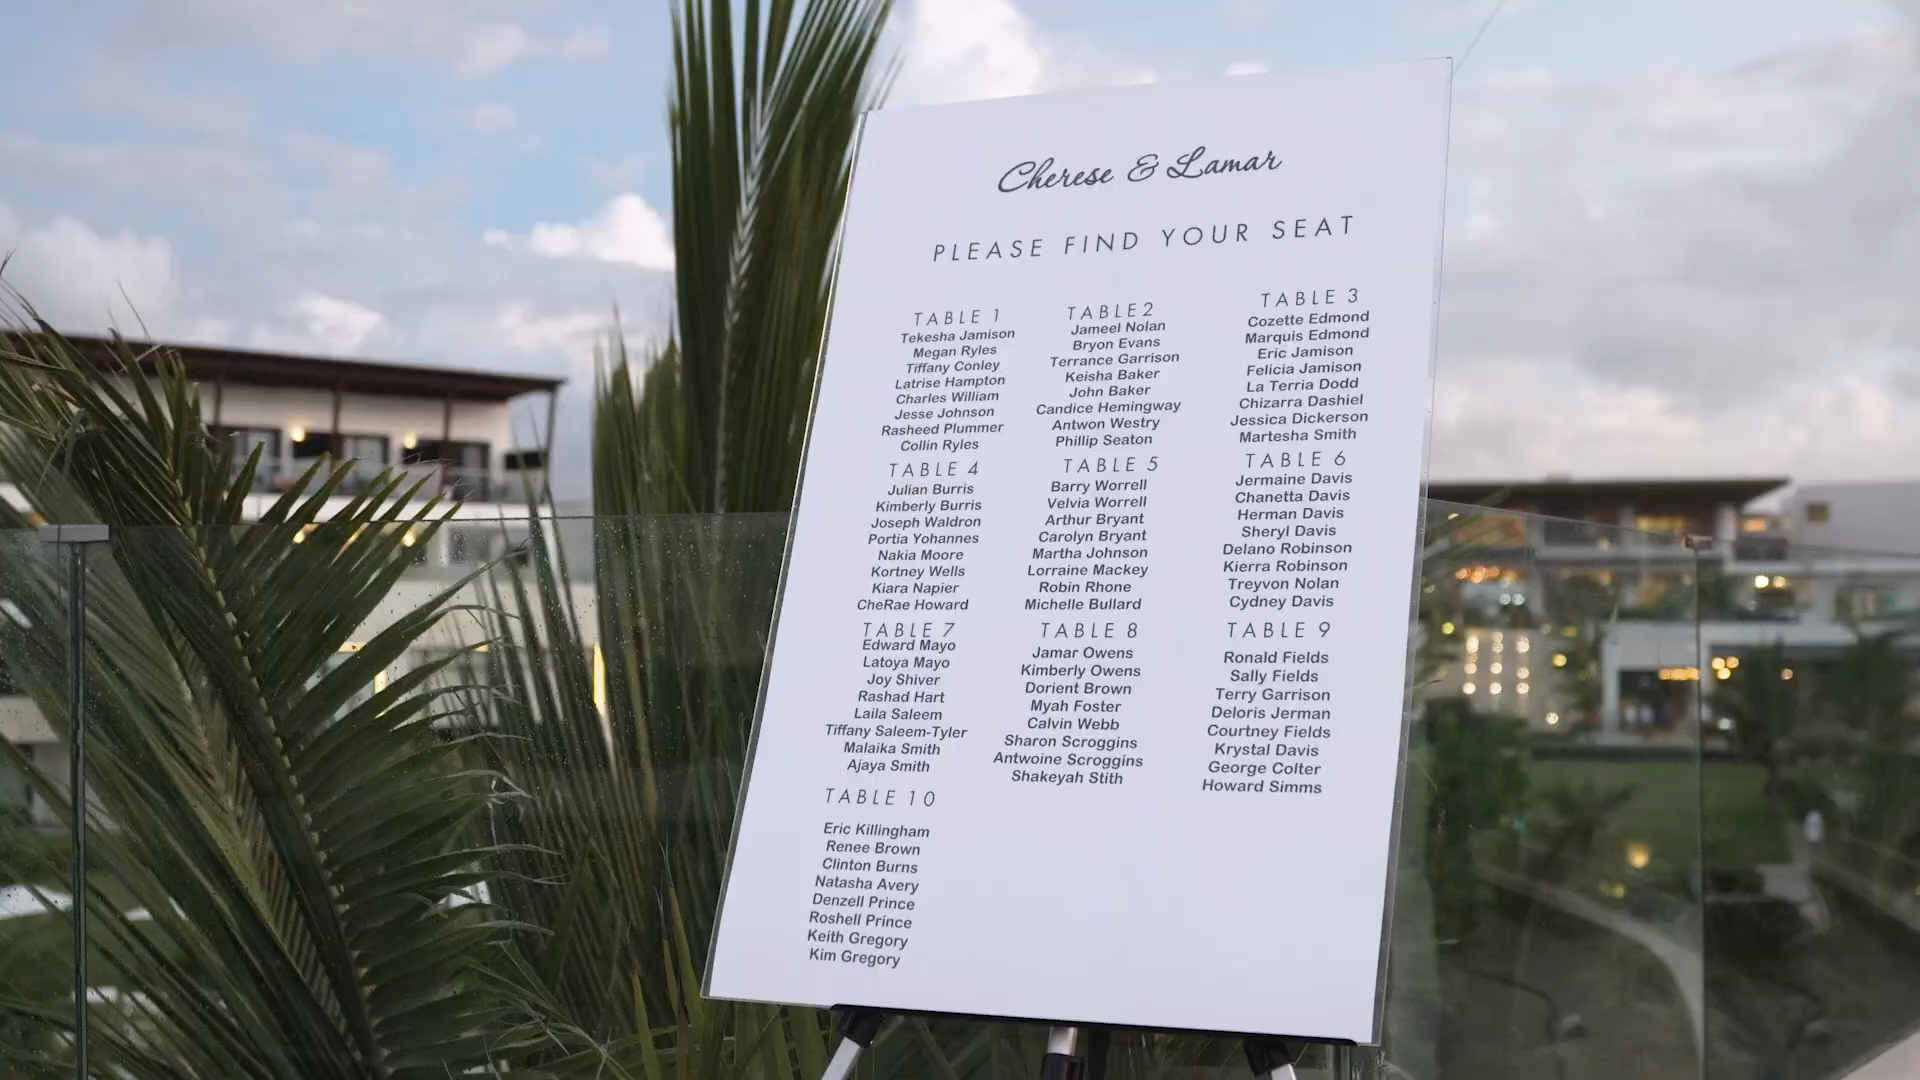 Cherese & Lamar
PLEASE FIND YOUR SEAT
TABLE 1
Tekesha Jamison
Megan Ryles
Tiffany Conley
Latrise Hampton
Charles William
Jesse Johnson
Rasheed Plummer
Collin Ryles
TABLE2
Jameel Nolan
Bryon Evans
Terrance Garrison
Keisha Baker
John Baker
Candice Hemingway
Antwon Westry
Phillip Seaton
TABLE 3
Cozette Edmond
Marquis Edmond
Eric Jamison
Felicia Jamison
La Terria Dodd
Chizarra Dashiel
Jessica Dickerson
Martesha Smith
TABLE 4
Julian Burris
Kimberly Burris
Joseph Waldron
Portia Yohannes
Nakia Moore
Kortney Wells
Kiara Napier
CheRae Howard
TABLE 5
Barry Worrell
Velvia Worrell
Arthur Bryant
Carolyn Bryant
Martha Johnson
Lorraine Mackey
Robin Rhone
Michelle Bullard
TABLE 6
Jermaine Davis
Chanetta Davis
Herman Davis
Sheryl Davis
Delano Robinson
Kierra Robinson
Treyvon Nolan
Cydney Davis
TABLE 7
Edward Mayo
Latoya Mayo
Joy Shiver
Rashad Hart
Laila Saleem
Tiffany Saleem-Tyler
Malaika Smith
Ajaya Smith
TABLE 8
Jamar Owens
Kimberly Owens
Dorient Brown
Myah Foster
Calvin Webb
Sharon Scroggins
Antwoine Scroggins
Shakeyah Stith
TABLE 9
Ronald Fields
Sally Fields
Terry Garrison
Deloris Jerman
Courtney Fields
Krystal Davis
George Colter
Howard Simms
TABLE 10
Eric Killingham
Renee Brown
Clinton Burns
Natasha Avery
Denzell Prince
Roshell Prince
Keith Gregory
Kim Gregory